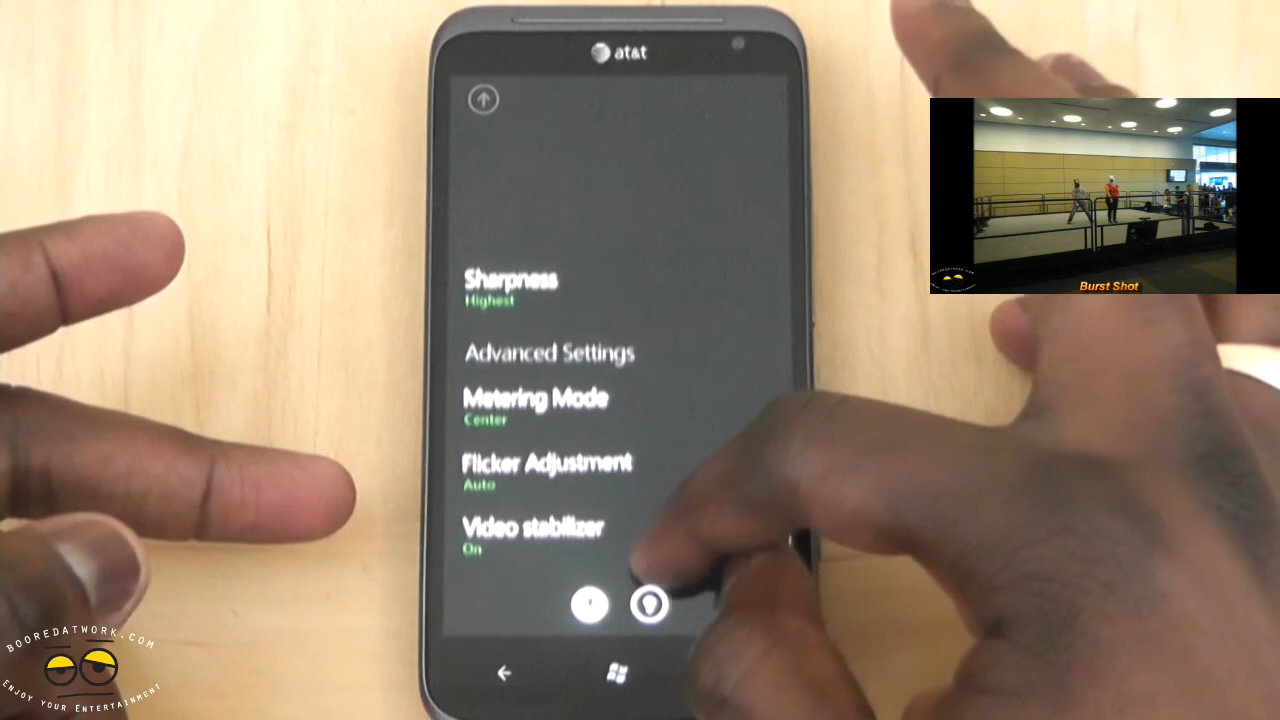 at&t
Sharpness
Highest
Advanced Settings
Metering Mode
Center
Flicker Adjustment
Auto
Video stabilizer
On
Burst Shot
BOOREDATWORK.COM
ENJOY YOUR ENTERTAINMENT